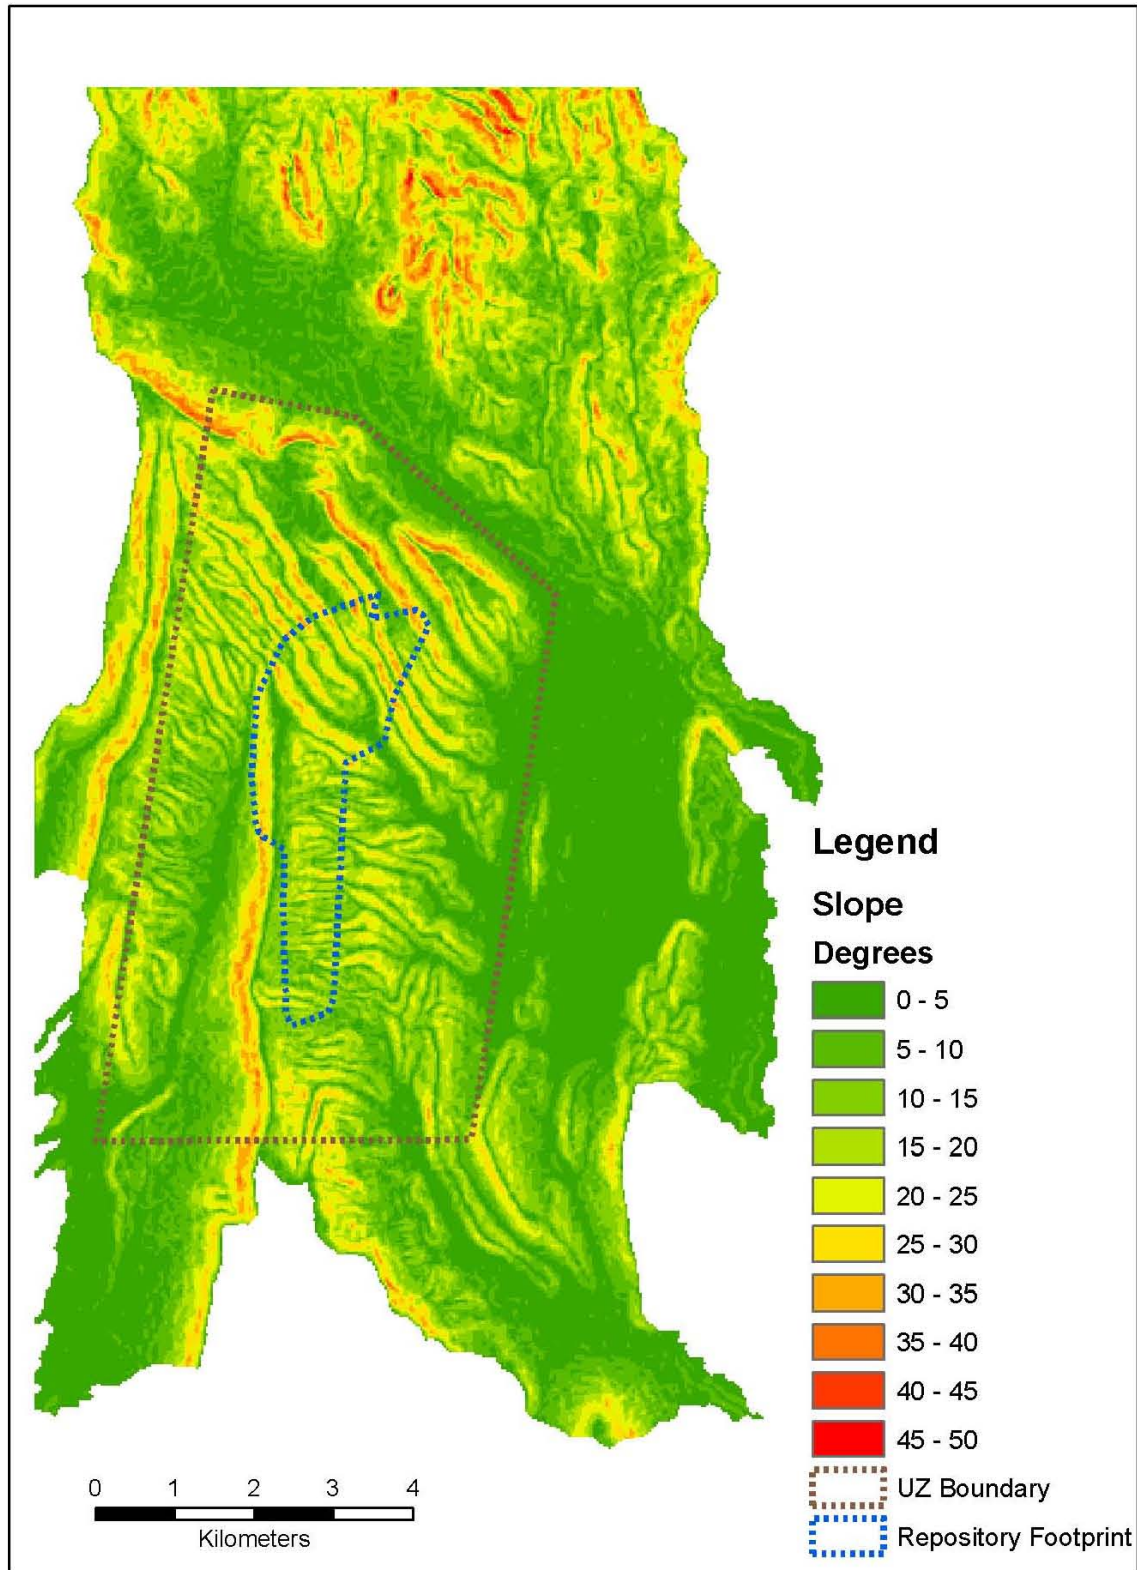 Legend
Slope
Degrees
0 - 5
5 - 10
10 - 15
15 - 20
20 - 25
25 - 30
30 - 35
35 - 40
40 - 45
45 - 50
UZ Boundary
Repository Footprint
0 1 2 3 4
Kilometers